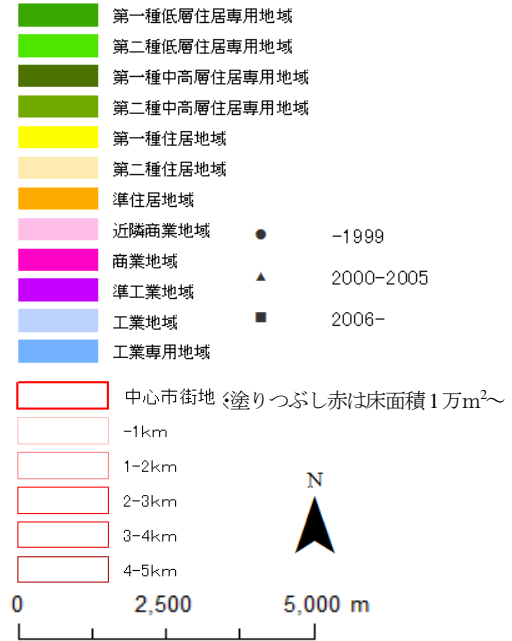 第一種低層住居専用地域
第二種低層住居専用地域
第一種中高層住居専用地域
第二種中高層住居専用地域
第一種住居地域
第二種住居地域
準住居地域
近隣商業地域
商業地域
準工業地域
工業地域
工業専用地域
-1999
2000-2005
2006-
中心市街地 ※塗りつぶし赤は床面積1万m²～
-1km
1-2km
2-3km
3-4km
4-5km
N
0 2,500 5,000 m